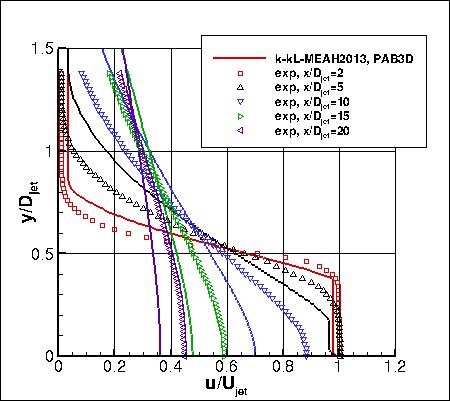 k-kL-MEAH2013, PAB3D
exp, x/Djet=2
exp, x/Djet=5
exp, x/Djet=10
exp, x/Djet=15
exp, x/Djet=20
1.5
1
0.5
0
y/Djet
0 0.2 0.4 0.6 0.8 1 1.2
u/Ujet